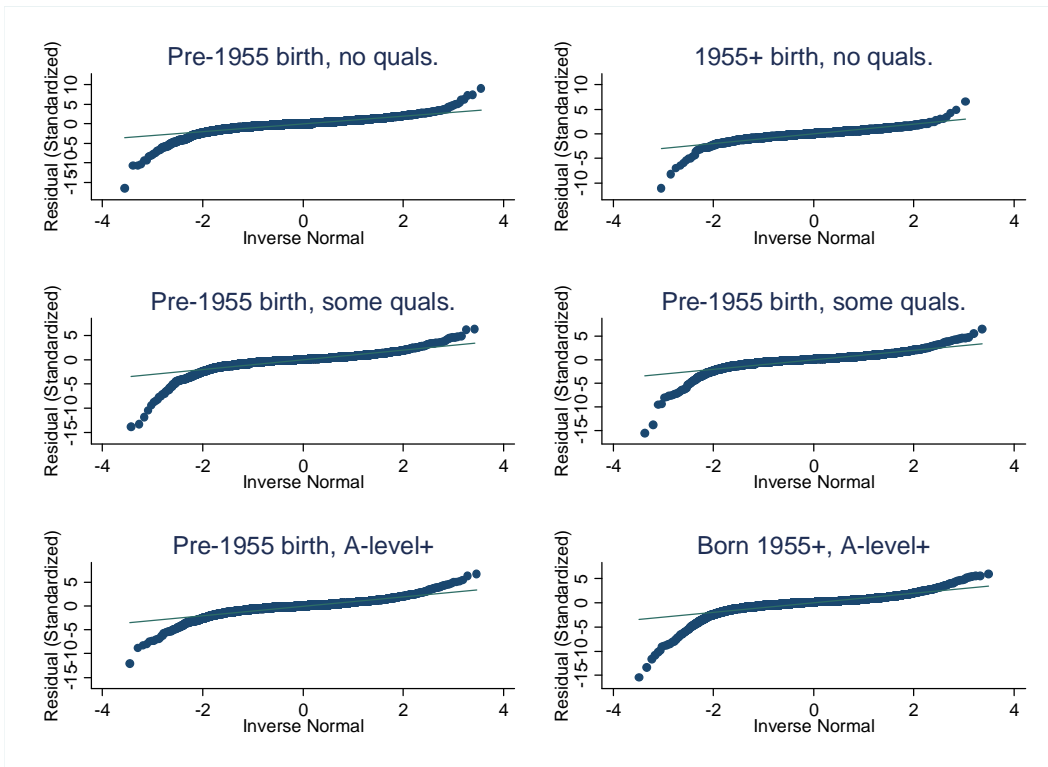 Pre-1955 birth, no quals.
Residual (Standardized)
-15 -10 -5 0 5 10
-4 -2 0 2 4
Inverse Normal
1955+ birth, no quals.
Residual (Standardized)
-10 -5 0 5 10
-4 -2 0 2 4
Inverse Normal
Pre-1955 birth, some quals.
Residual (Standardized)
-15 -10 -5 0 5
-4 -2 0 2 4
Inverse Normal
Pre-1955 birth, some quals.
Residual (Standardized)
-15 -10 -5 0 5
-4 -2 0 2 4
Inverse Normal
Pre-1955 birth, A-level+
Residual (Standardized)
-15 -10 -5 0 5
-4 -2 0 2 4
Inverse Normal
Born 1955+, A-level+
Residual (Standardized)
-15 -10 -5 0 5
-4 -2 0 2 4
Inverse Normal